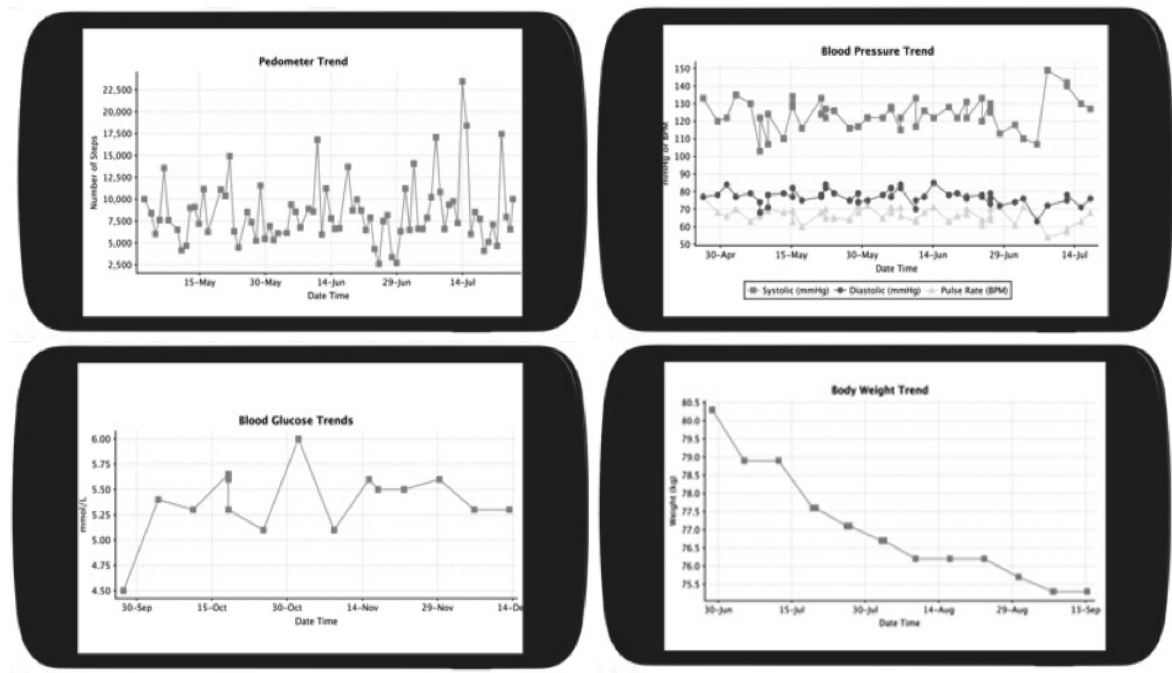 Pedometer Trend
Number of Steps
22,500
20,000
17,500
15,000
12,500
10,000
7,500
5,000
2,500
15-May
30-May
14-Jun
29-Jun
14-Jul
Date Time
Blood Pressure Trend
mmHg or BPM
150
140
130
120
110
100
90
80
70
60
50
30-Apr
15-May
30-May
14-Jun
29-Jun
14-Jul
Date Time
Systolic (mmHg) Diastolic (mmHg) Pulse Rate (BPM)
Blood Glucose Trends
mmol/L
6.00
5.75
5.50
5.25
5.00
4.75
4.50
30-Sep
15-Oct
30-Oct
14-Nov
29-Nov
14-De
Date Time
Body Weight Trend
Weight (kg)
80.5
80.0
79.5
79.0
78.5
78.0
77.5
77.0
76.5
76.0
75.5
30-Jun
15-Jul
30-Jul
14-Aug
29-Aug
13-Sep
Date Time